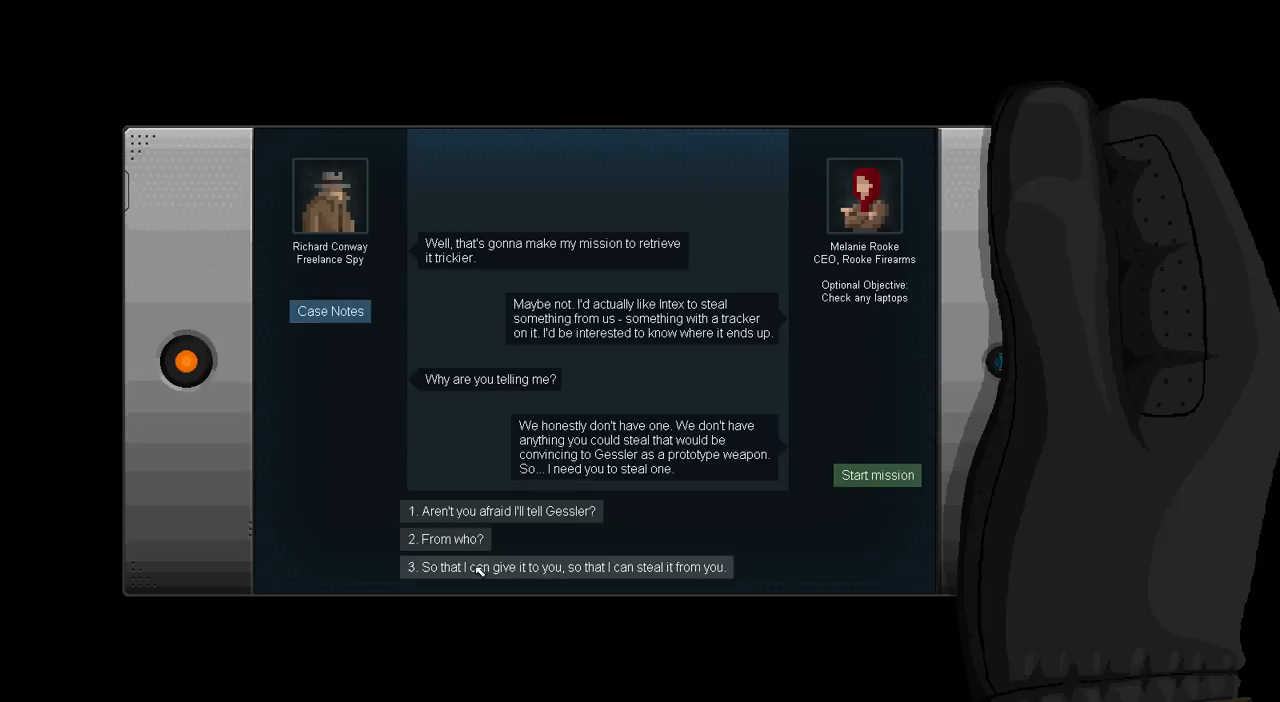 Richard Conway
Freelance Spy
Case Notes
Well, that's gonna make my mission to retrieve
it trickier.
Maybe not. I'd actually like Intex to steal
something from us - something with a tracker
on it. I'd be interested to know where it ends up.
Why are you telling me?
We honestly don't have one. We don't have
anything you could steal that would be
convincing to Gessler as a prototype weapon.
So... I need you to steal one.
1. Aren't you afraid I'll tell Gessler?
2. From who?
3. So that I can give it to you, so that I can steal it from you.
Melanie Rooke
CEO, Rooke Firearms
Optional Objective:
Check any laptops
Start mission